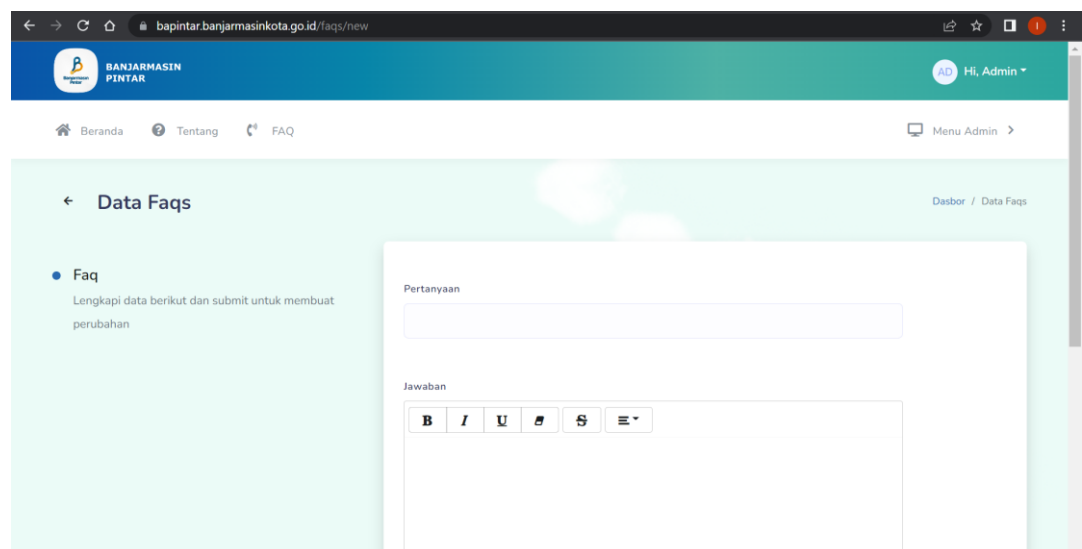 bapintar.banjarmasinkota.go.id/faqs/new
I
BANJARMASIN
PINTAR
AD Hi, Admin
Beranda Tentang FAQ Menu Admin
Data Faqs
Dasbor / Data Faqs
Faq
Lengkapi data berikut dan submit untuk membuat
perubahan
Pertanyaan
Jawaban
B I U S